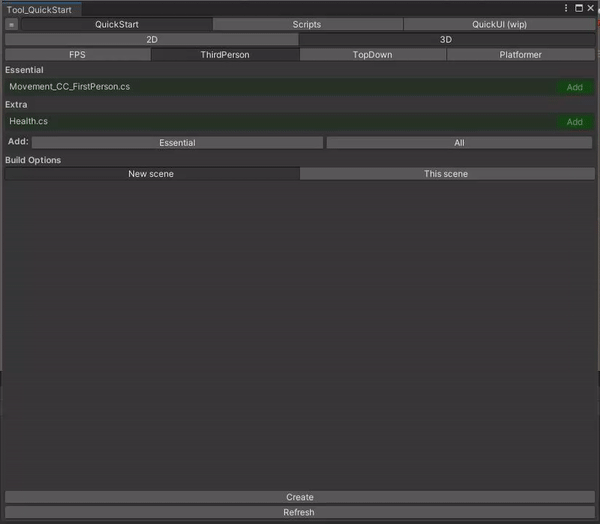 Tool_QuickStart
QuickStart Scripts QuickUI (wip)
2D 3D
FPS ThirdPerson TopDown Platformer
Essential
Movement_CC_FirstPerson.cs Add
Extra
Health.cs Add
Add: Essential All
Build Options
New scene This scene
Create
Refresh